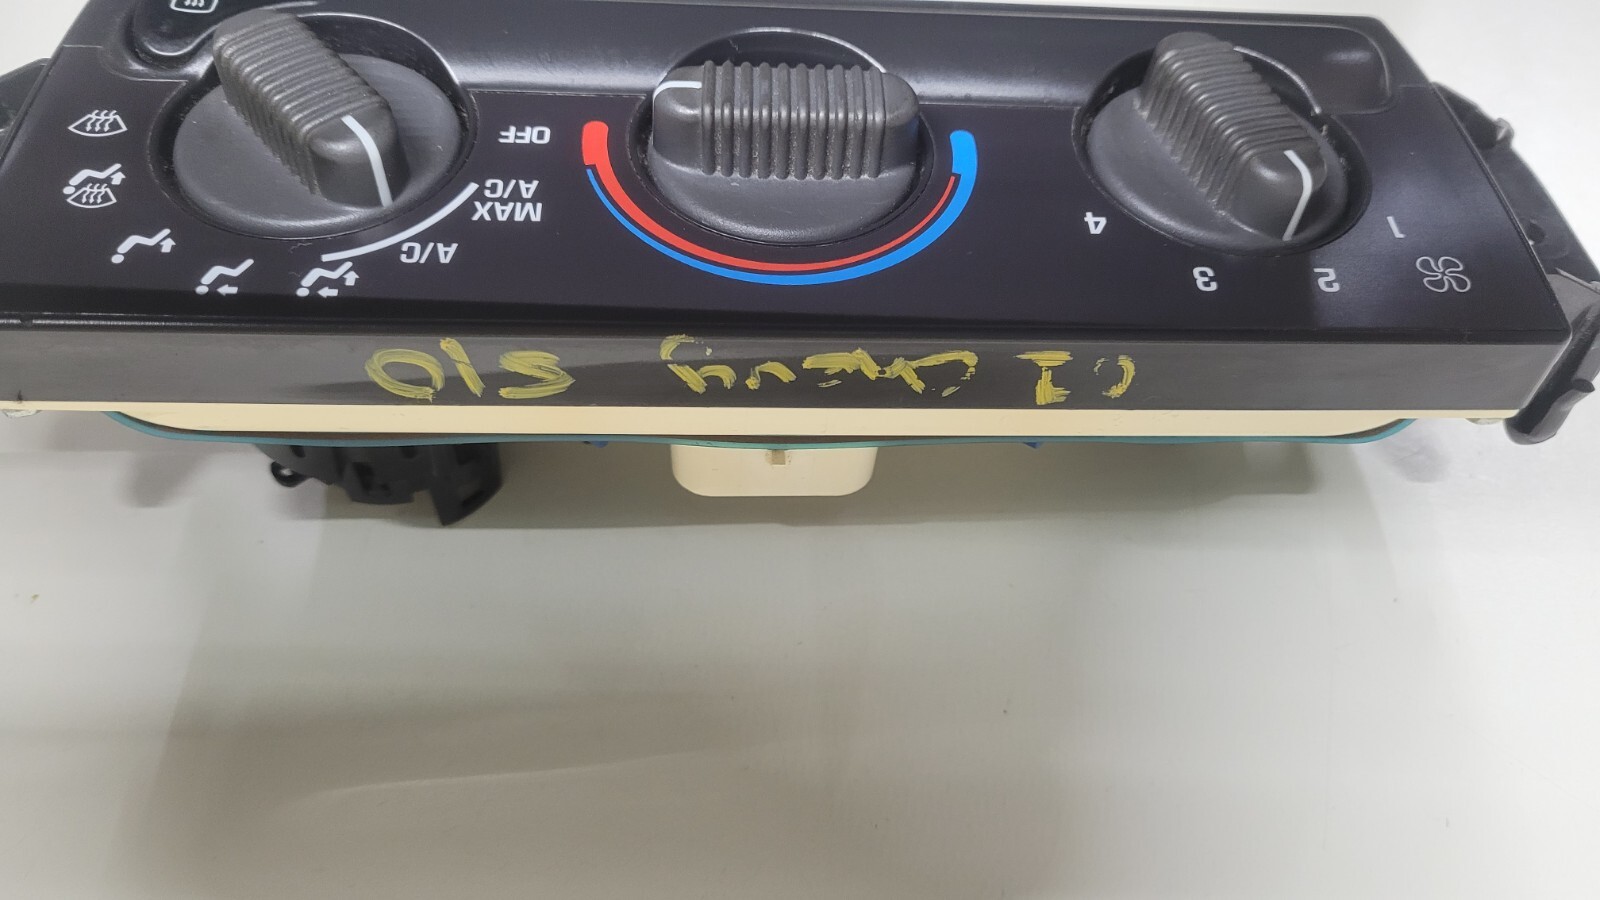 01 Chevy S10
1
2
3
4
A/C
MAX
A/C
OFF